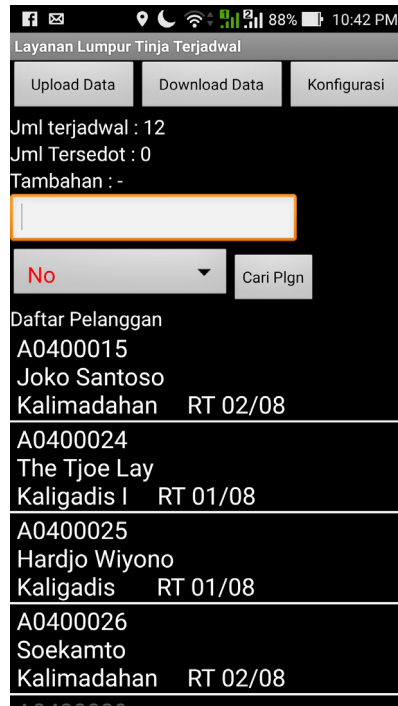 88% 10:42 PM
Layanan Lumpur Tinja Terjadwal
Upload Data Download Data Konfigurasi
Jml terjadwal : 12
Jml Tersedot : 0
Tambahan : -
No Cari Plgn
Daftar Pelanggan
A0400015
Joko Santoso
Kalimadahan RT 02/08
A0400024
The Tjoe Lay
Kaligadis I RT 01/08
A0400025
Hardjo Wiyono
Kaligadis RT 01/08
A0400026
Soekamto
Kalimadahan RT 02/08